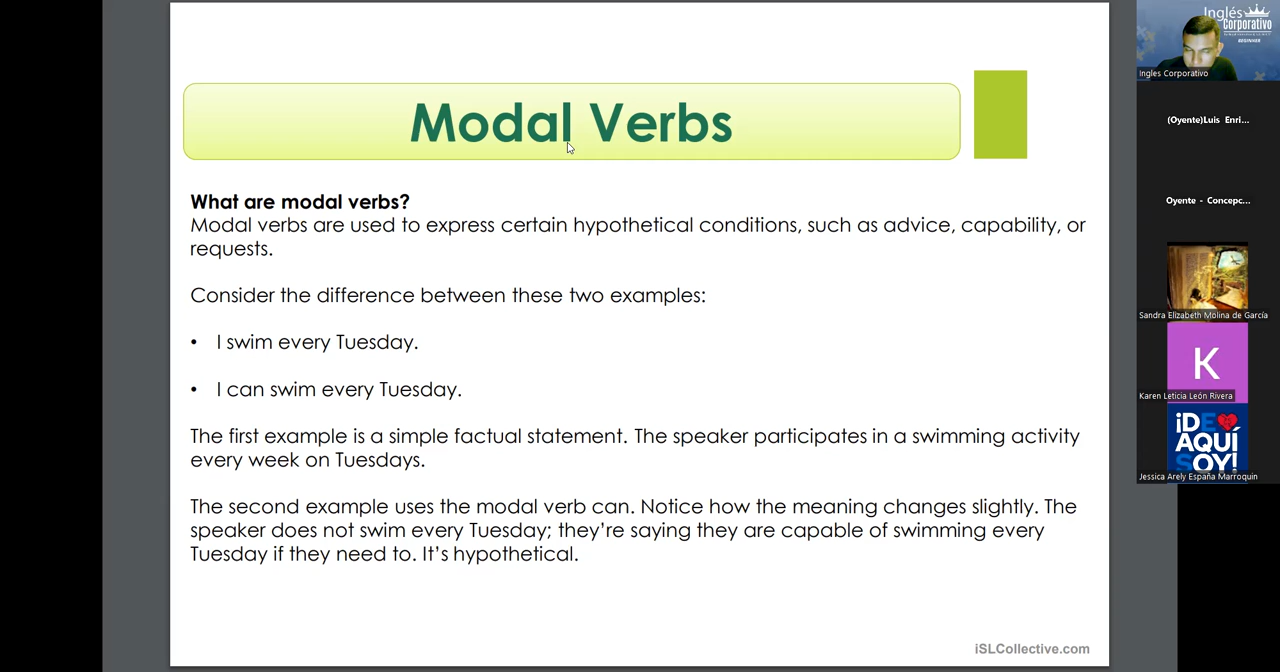 Modal Verbs
What are modal verbs?
Modal verbs are used to express certain hypothetical conditions, such as advice, capability, or
requests.
Consider the difference between these two examples:
• I swim every Tuesday.
• I can swim every Tuesday.
The first example is a simple factual statement. The speaker participates in a swimming activity
every week on Tuesdays.
The second example uses the modal verb can. Notice how the meaning changes slightly. The
speaker does not swim every Tuesday; they’re saying they are capable of swimming every
Tuesday if they need to. It’s hypothetical.
iSLCollective.com
Inglés
Corporativo
BEGINNER
Ingles Corporativo
(Oyente)Luis Enri...
Oyente - Concepc...
Sandra Elizabeth Molina de García
K
Karen Leticia León Rivera
¡DE
AQUÍ
SOY!
Jessica Arely España Marroquin